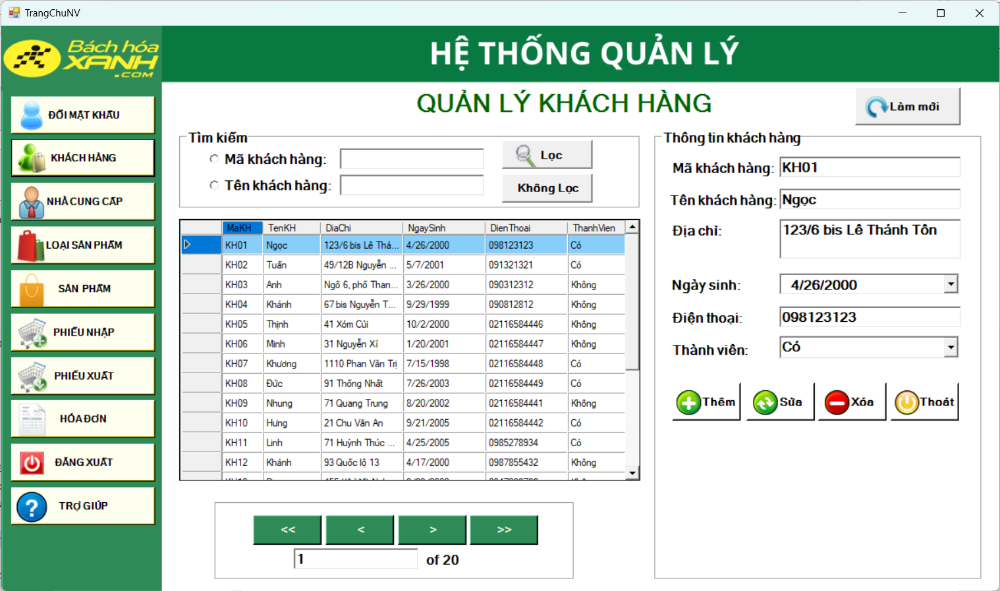 TrangChuNV
Bách hóa
XANH
.COM
HỆ THỐNG QUẢN LÝ
ĐỔI MẬT KHẨU
KHÁCH HÀNG
NHÀ CUNG CẤP
LOẠI SẢN PHẨM
SẢN PHẨM
PHIẾU NHẬP
PHIẾU XUẤT
HÓA ĐƠN
ĐĂNG XUẤT
TRỢ GIÚP
QUẢN LÝ KHÁCH HÀNG
Làm mới
Tìm kiếm
Mã khách hàng:
Lọc
Tên khách hàng:
Không Lọc
MaKH TenKH DiaChi NgaySinh DienThoai ThanhVien
KH01 Ngọc 123/6 bis Lê Thá... 4/26/2000 098123123 Có
KH02 Tuấn 49/12B Nguyễn ... 5/7/2001 091321321 Có
KH03 Anh Ngõ 6, phố Than... 3/26/2000 090312312 Không
KH04 Khánh 67 bis Nguyễn T... 9/29/1999 090812812 Không
KH05 Thịnh 41 Xóm Củi 10/2/2000 02116584446 Không
KH06 Minh 31 Nguyễn Xí 1/20/2001 02116584447 Không
KH07 Khương 1110 Phan Văn Trị 7/15/1998 02116584448 Có
KH08 Đức 91 Thống Nhất 7/26/2003 02116584449 Có
KH09 Nhung 71 Quang Trung 8/20/2002 02116584441 Không
KH10 Hưng 21 Chu Văn An 9/21/2005 02116584442 Có
KH11 Linh 71 Huỳnh Thúc ... 4/25/2005 0985278934 Có
KH12 Khánh 93 Quốc lộ 13 4/17/2000 0987855432 Không
<< < > >>
1 of 20
Thông tin khách hàng
Mã khách hàng: KH01
Tên khách hàng: Ngọc
Địa chỉ: 123/6 bis Lê Thánh Tôn
Ngày sinh: 4/26/2000
Điện thoại: 098123123
Thành viên: Có
Thêm Sửa Xóa Thoát